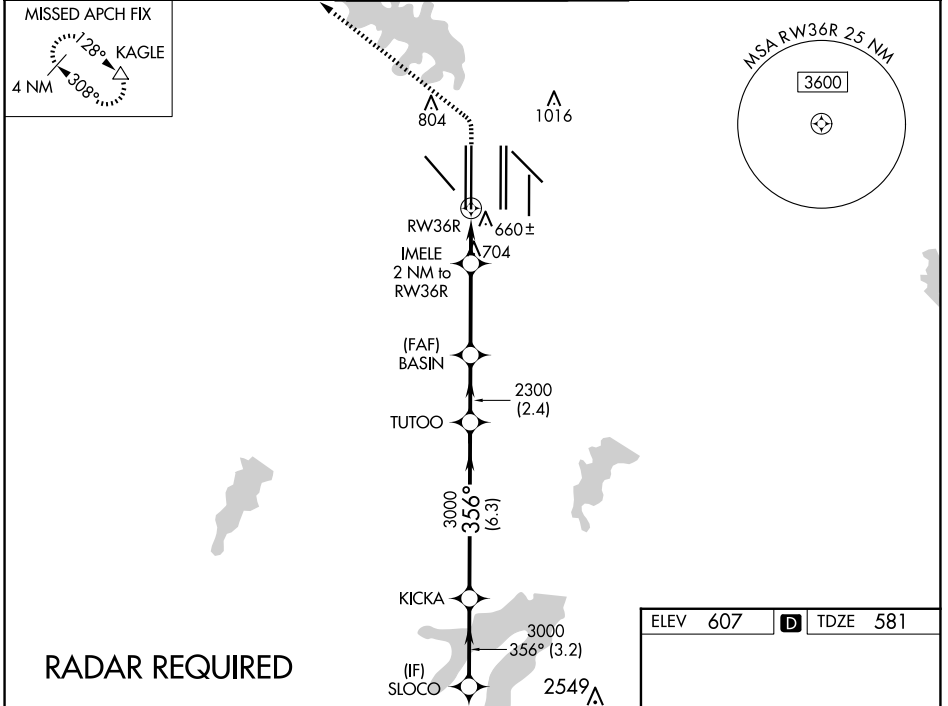 MISSED APCH FIX
128°
KAGLE
4 NM
308°
804
1016
MSA RW36R 25 NM
3600
RW36R
660 ±
704
IMELE
2 NM to
RW36R
(FAF)
BASIN
2300
(2.4)
TUTOO
3000
356°
(6.3)
KICKA
3000
356° (3.2)
(IF)
SLOCO
2549
RADAR REQUIRED
ELEV 607 D TDZE 581